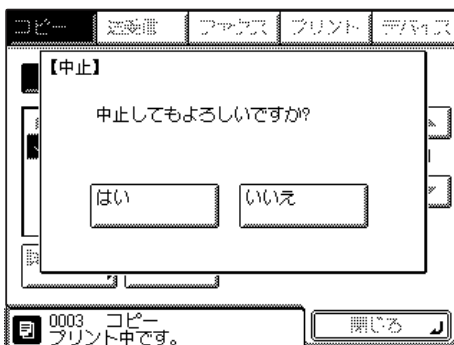 コピー 送受信 ファックス プリント デバイス
【中止】
中止してもよろしいですか?
はい いいえ
0003 コピー
プリント中です。
閉じる